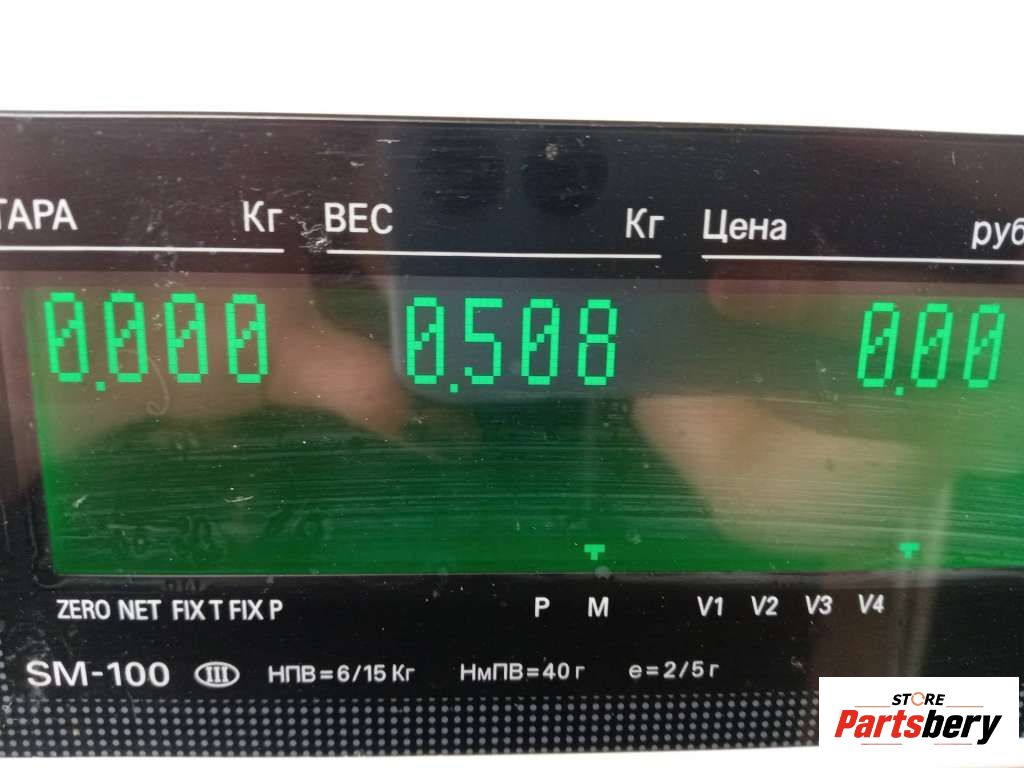 ТАРА Кг ВЕС Кг Цена руб
0.000 0.508 0.00
ZERO NET FIX T FIX P P M V1 V2 V3 V4
SM-100 III НПВ=6/15 Кг НмПВ=40 г e=2/5 г
STORE
Partsbery